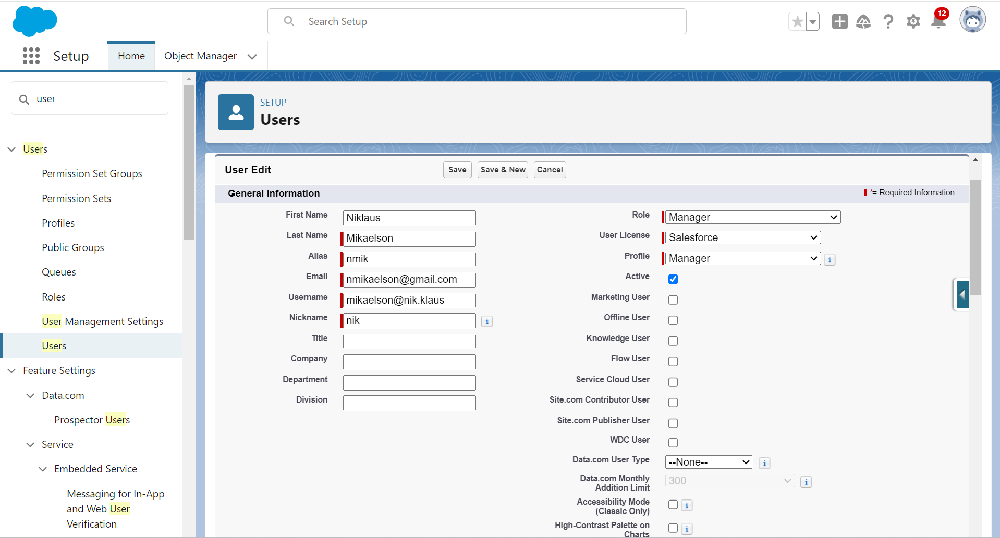 Search Setup
12
Setup
Home
Object Manager
user
Users
Permission Set Groups
Permission Sets
Profiles
Public Groups
Queues
Roles
User Management Settings
Users
Feature Settings
Data.com
Prospector Users
Service
Embedded Service
Messaging for In-App
and Web User
Verification
SETUP
Users
User Edit
Save
Save & New
Cancel
General Information
*= Required Information
First Name
Niklaus
Last Name
Mikaelson
Alias
nmik
Email
nmikaelson@gmail.com
Username
mikaelson@nik.klaus
Nickname
nik
i
Title
Company
Department
Division
Role
Manager
User License
Salesforce
Profile
Manager
i
Active
Marketing User
Offline User
Knowledge User
Flow User
Service Cloud User
Site.com Contributor User
Site.com Publisher User
WDC User
Data.com User Type
--None--
i
Data.com Monthly
Addition Limit
300
i
Accessibility Mode
(Classic Only)
i
High-Contrast Palette on
Charts
i